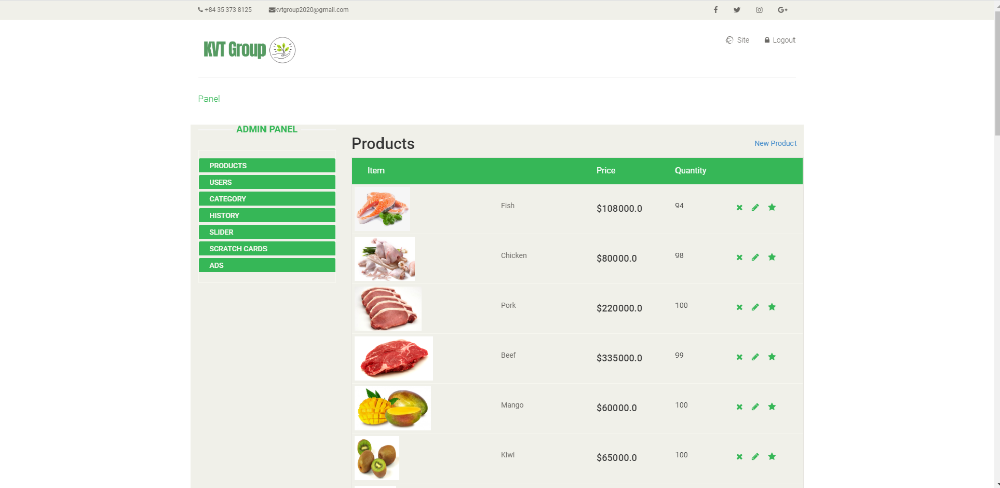 +84 35 373 8125 kvtgroup2020@gmail.com
KVT Group
Site Logout
Panel
ADMIN PANEL
PRODUCTS
USERS
CATEGORY
HISTORY
SLIDER
SCRATCH CARDS
ADS
Products New Product
Item Price Quantity
Fish $108000.0 94
Chicken $80000.0 98
Pork $220000.0 100
Beef $335000.0 99
Mango $60000.0 100
Kiwi $65000.0 100